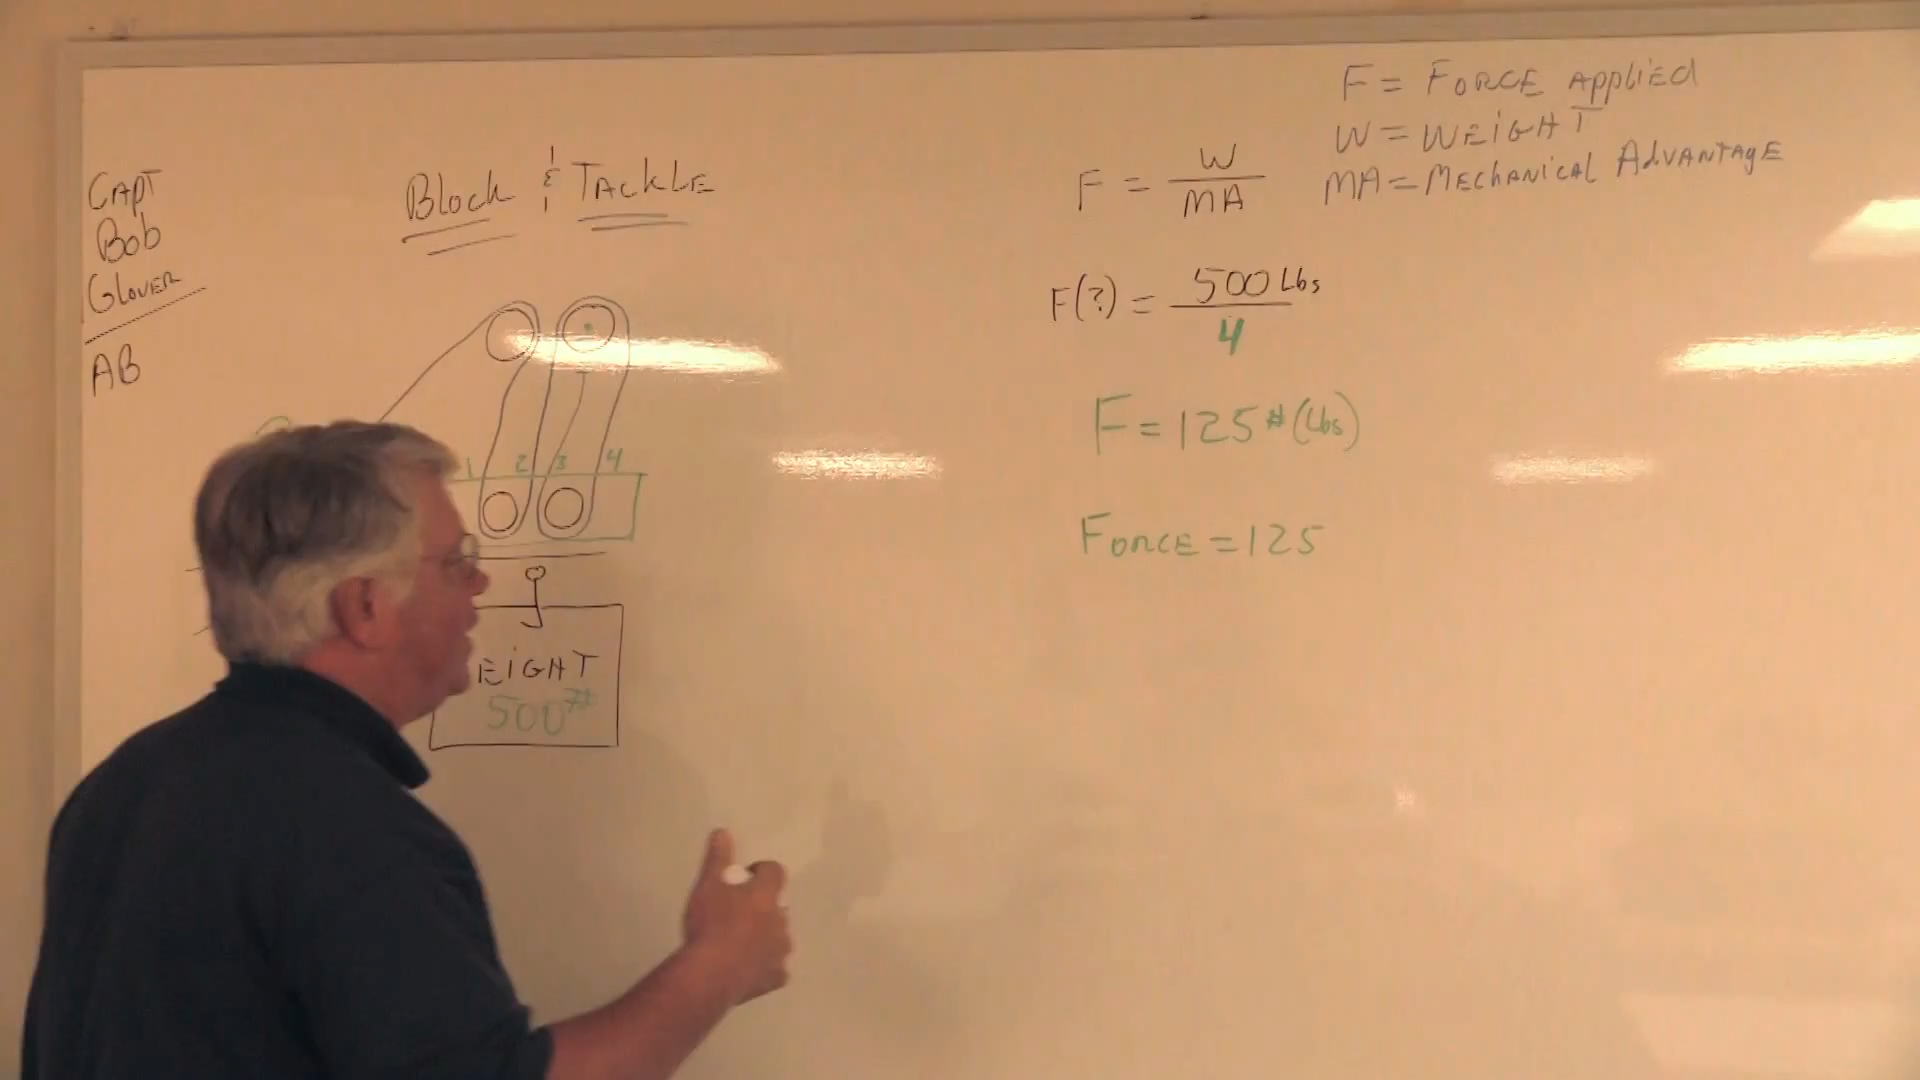 Capt
Bob
Glover
AB
Block & Tackle
1 2 3 4
EIGHT
500#
F = W
MA
F = Force Applied
W = WEIGHT
MA = Mechanical Advantage
F(?) = 500 Lbs
4
F = 125 # (Lbs)
Force = 125